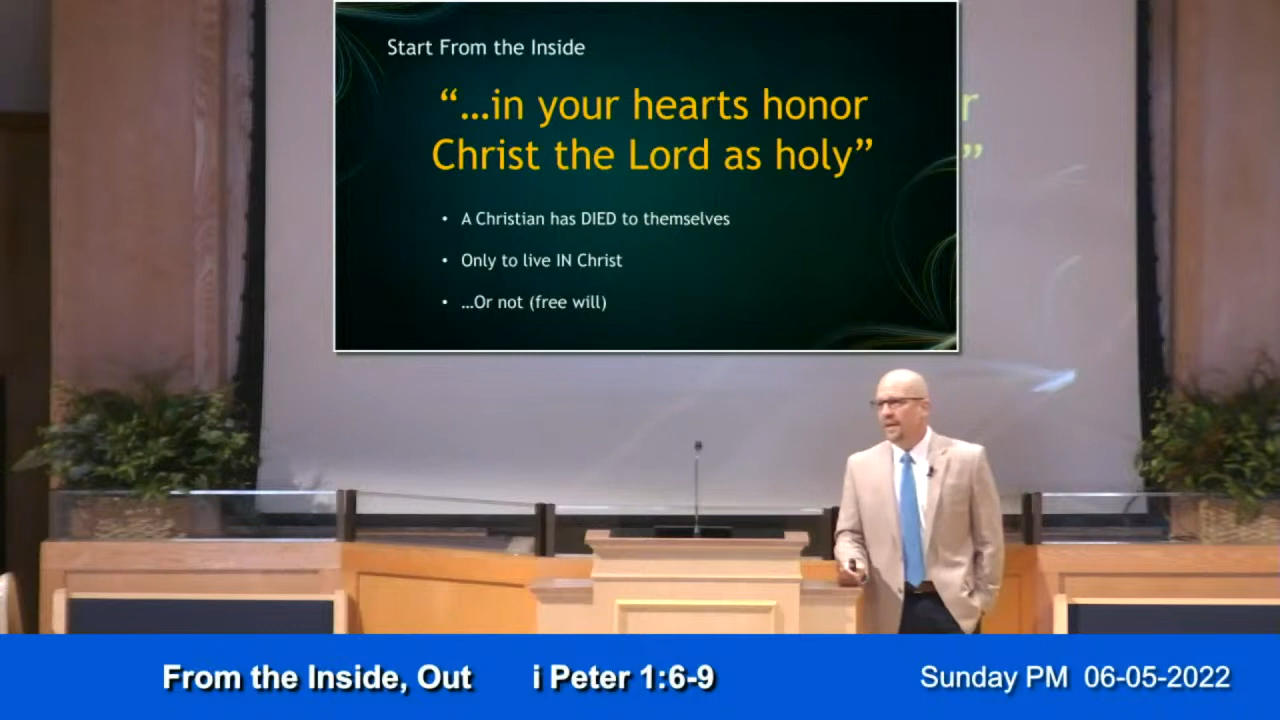 Start From the Inside
“…in your hearts honor
Christ the Lord as holy”
• A Christian has DIED to themselves
• Only to live IN Christ
• …Or not (free will)
r
”
From the Inside, Out i Peter 1:6-9 Sunday PM 06-05-2022